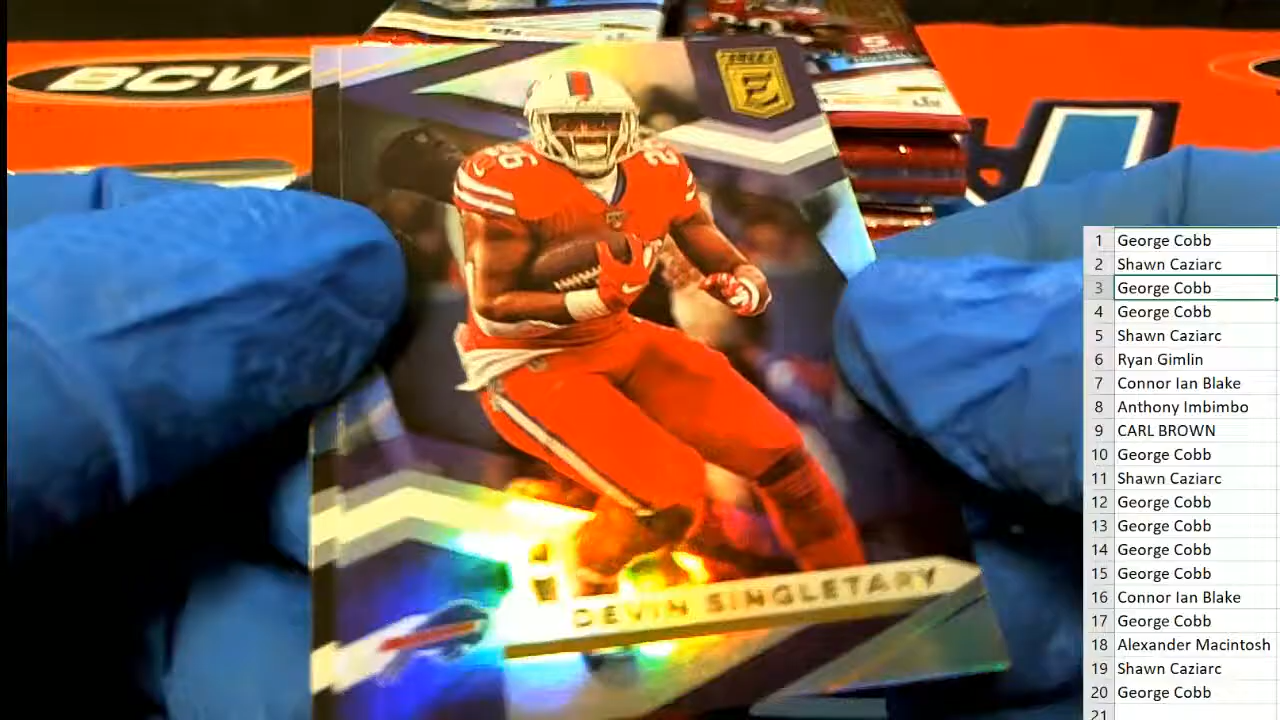 BCW
ELITE
E
26
26
DEVIN SINGLETARY
1 George Cobb
2 Shawn Caziarc
3 George Cobb
4 George Cobb
5 Shawn Caziarc
6 Ryan Gimlin
7 Connor Ian Blake
8 Anthony Imbimbo
9 CARL BROWN
10 George Cobb
11 Shawn Caziarc
12 George Cobb
13 George Cobb
14 George Cobb
15 George Cobb
16 Connor Ian Blake
17 George Cobb
18 Alexander Macintosh
19 Shawn Caziarc
20 George Cobb
21